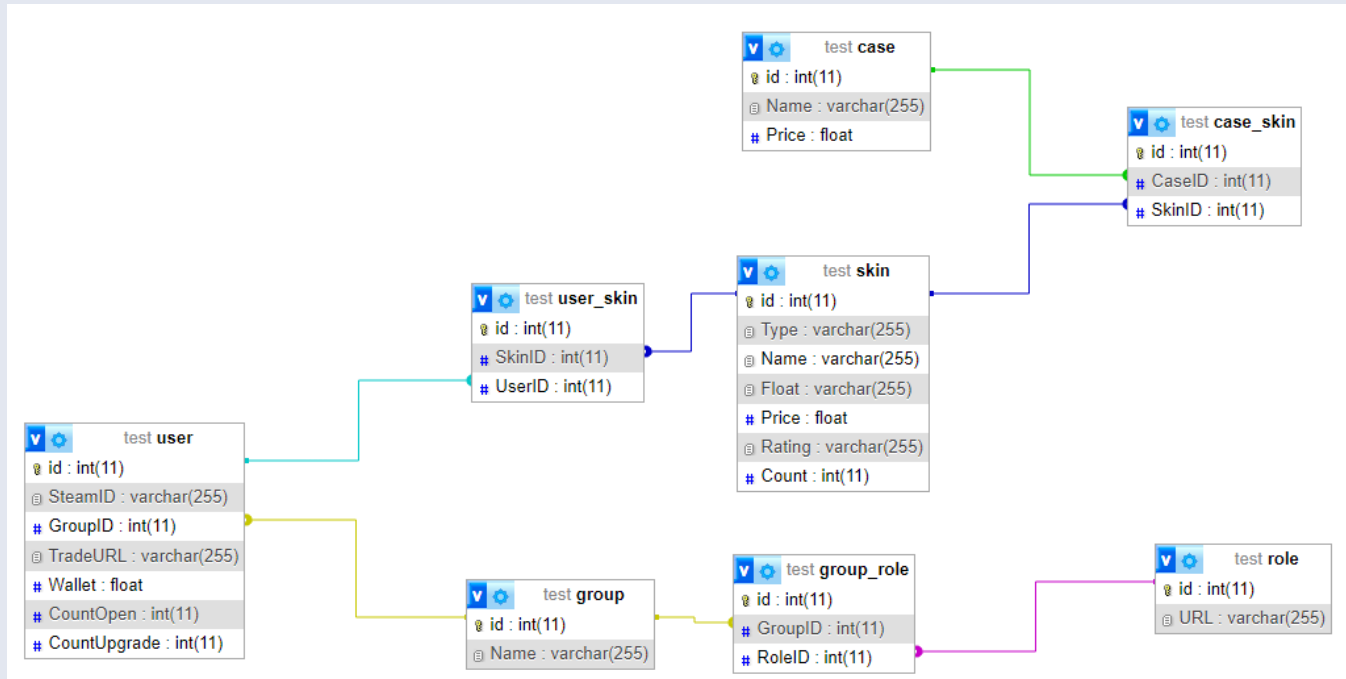 test case
id : int(11)
Name : varchar(255)
# Price : float
test case_skin
id : int(11)
# CaseID : int(11)
# SkinID : int(11)
test skin
id : int(11)
Type : varchar(255)
Name : varchar(255)
Float : varchar(255)
# Price : float
Rating : varchar(255)
# Count : int(11)
test user_skin
id : int(11)
# SkinID : int(11)
# UserID : int(11)
test user
id : int(11)
SteamID : varchar(255)
# GroupID : int(11)
TradeURL : varchar(255)
# Wallet : float
# CountOpen : int(11)
# CountUpgrade : int(11)
test group
id : int(11)
Name : varchar(255)
test group_role
id : int(11)
# GroupID : int(11)
# RoleID : int(11)
test role
id : int(11)
URL : varchar(255)